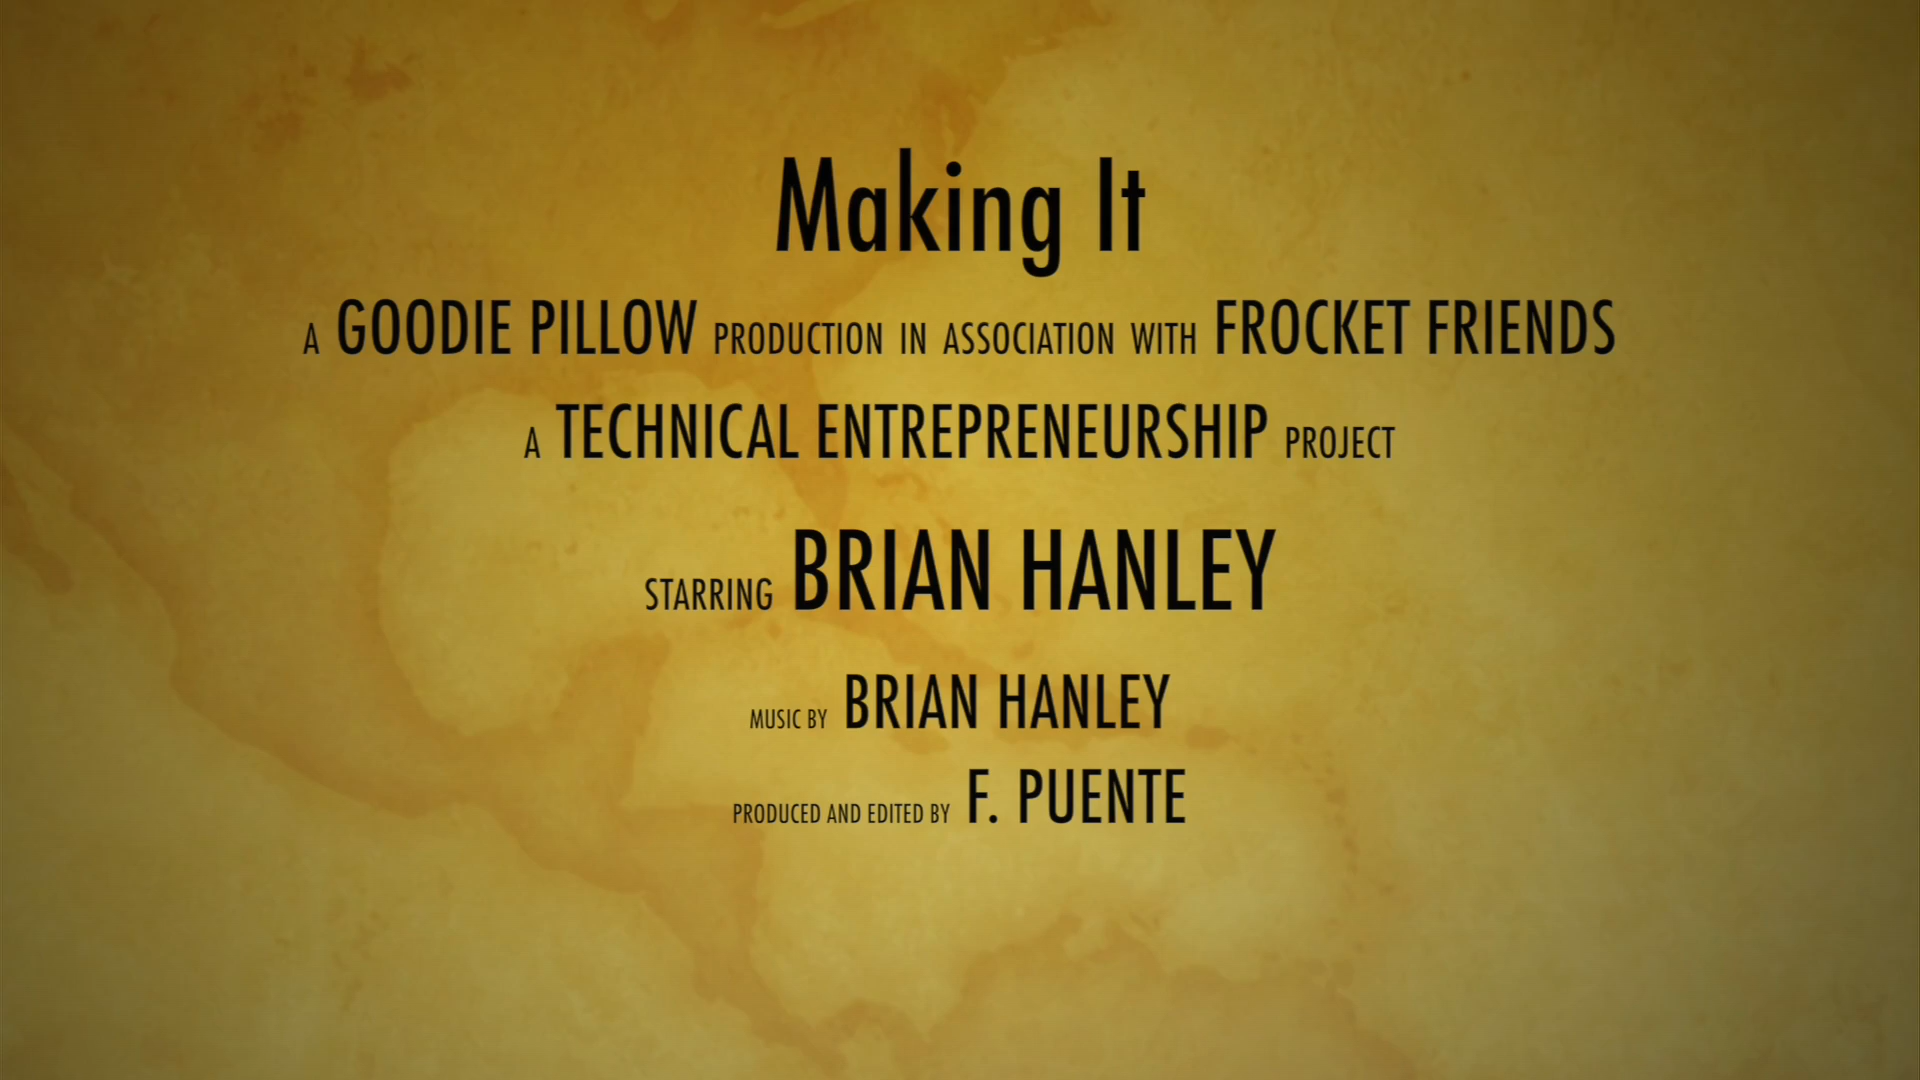 Making It
A GOODIE PILLOW PRODUCTION IN ASSOCIATION WITH FROCKET FRIENDS
A TECHNICAL ENTREPRENEURSHIP PROJECT
STARRING BRIAN HANLEY
MUSIC BY BRIAN HANLEY
PRODUCED AND EDITED BY F. PUENTE